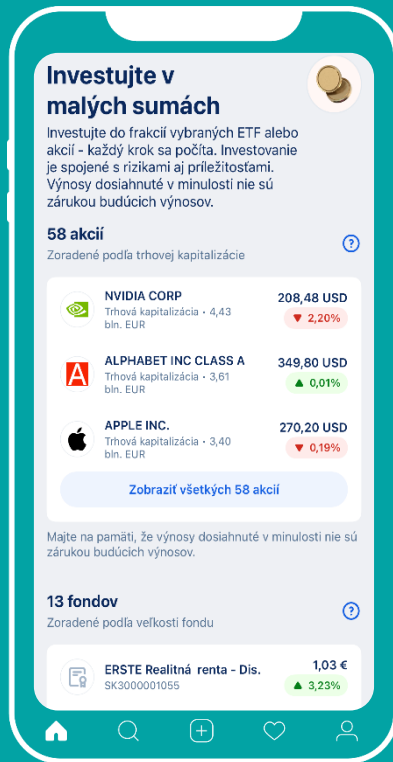 Investujte v
malých sumách
Investujte do frakcií vybraných ETF alebo
akcií - každý krok sa počíta. Investovanie
je spojené s rizikami aj príležitosťami.
Výnosy dosiahnuté v minulosti nie sú
zárukou budúcich výnosov.
58 akcií
Zoradené podľa trhovej kapitalizácie
?
NVIDIA CORP
208,48 USD
Trhová kapitalizácia • 4,43
bln. EUR
▼ 2,20%
A
ALPHABET INC CLASS A
349,80 USD
Trhová kapitalizácia • 3,61
bln. EUR
▲ 0,01%
APPLE INC.
270,20 USD
Trhová kapitalizácia • 3,40
bln. EUR
▼ 0,19%
Zobraziť všetkých 58 akcií
Majte na pamäti, že výnosy dosiahnuté v minulosti nie sú
zárukou budúcich výnosov.
13 fondov
Zoradené podľa veľkosti fondu
?
ERSTE Realitná renta - Dis.
1,03 €
SK3000001055
▲ 3,23%